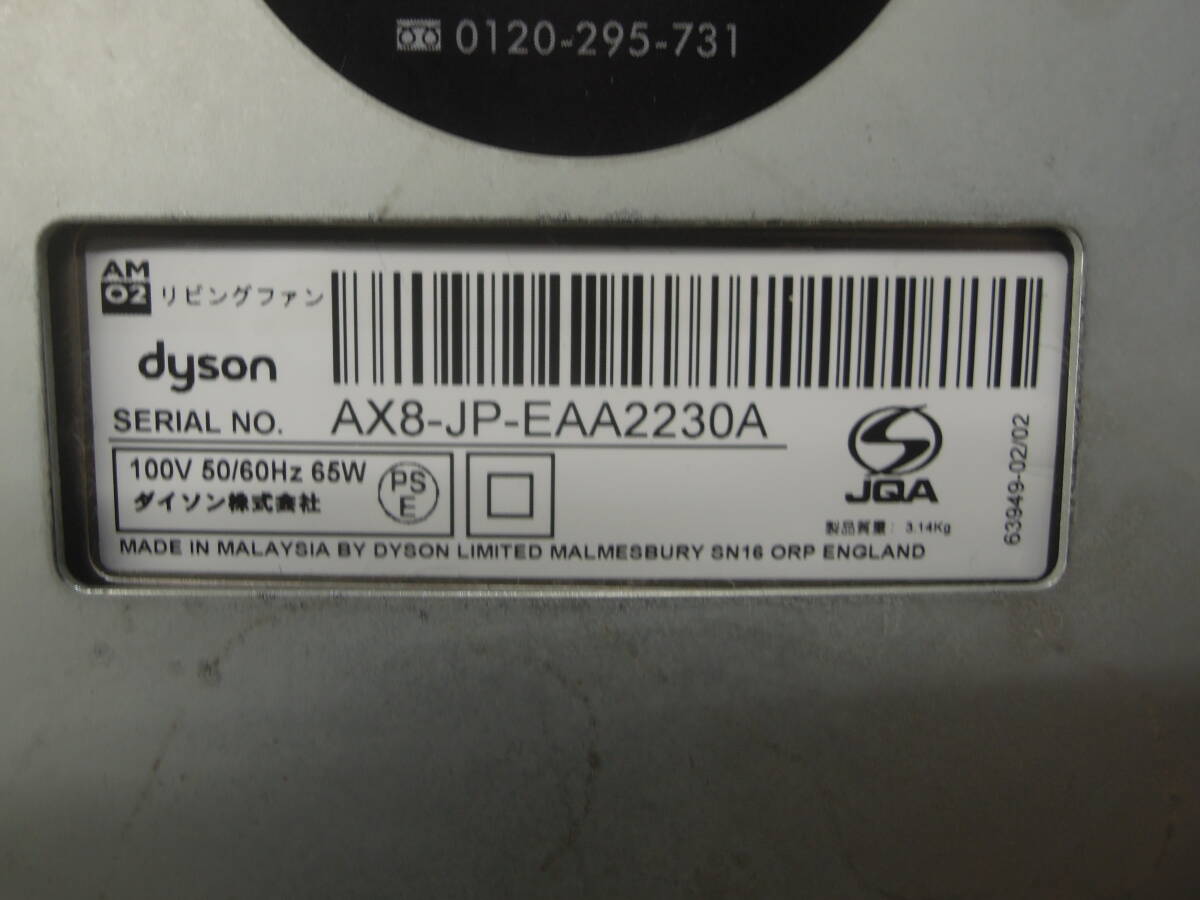 0120-295-731
AM
02
リビングファン
dyson
SERIAL NO. AX8-JP-EAA2230A
100V 50/60Hz 65W
ダイソン株式会社
PS
E
JQA
製品質量: 3.14Kg
MADE IN MALAYSIA BY DYSON LIMITED MALMESBURY SN16 ORP ENGLAND
63949-02/02